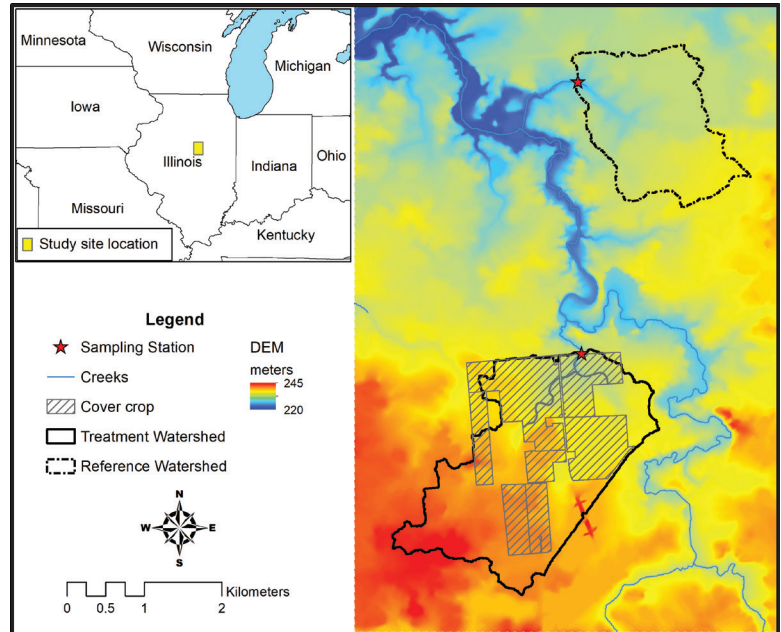 Minnesota
Wisconsin
Michigan
Iowa
Illinois
Indiana
Ohio
Missouri
Kentucky
Study site location
Legend
Sampling Station
Creeks
Cover crop
Treatment Watershed
Reference Watershed
DEM
meters
245
220
N
W E
S
Kilometers
0 0.5 1 2